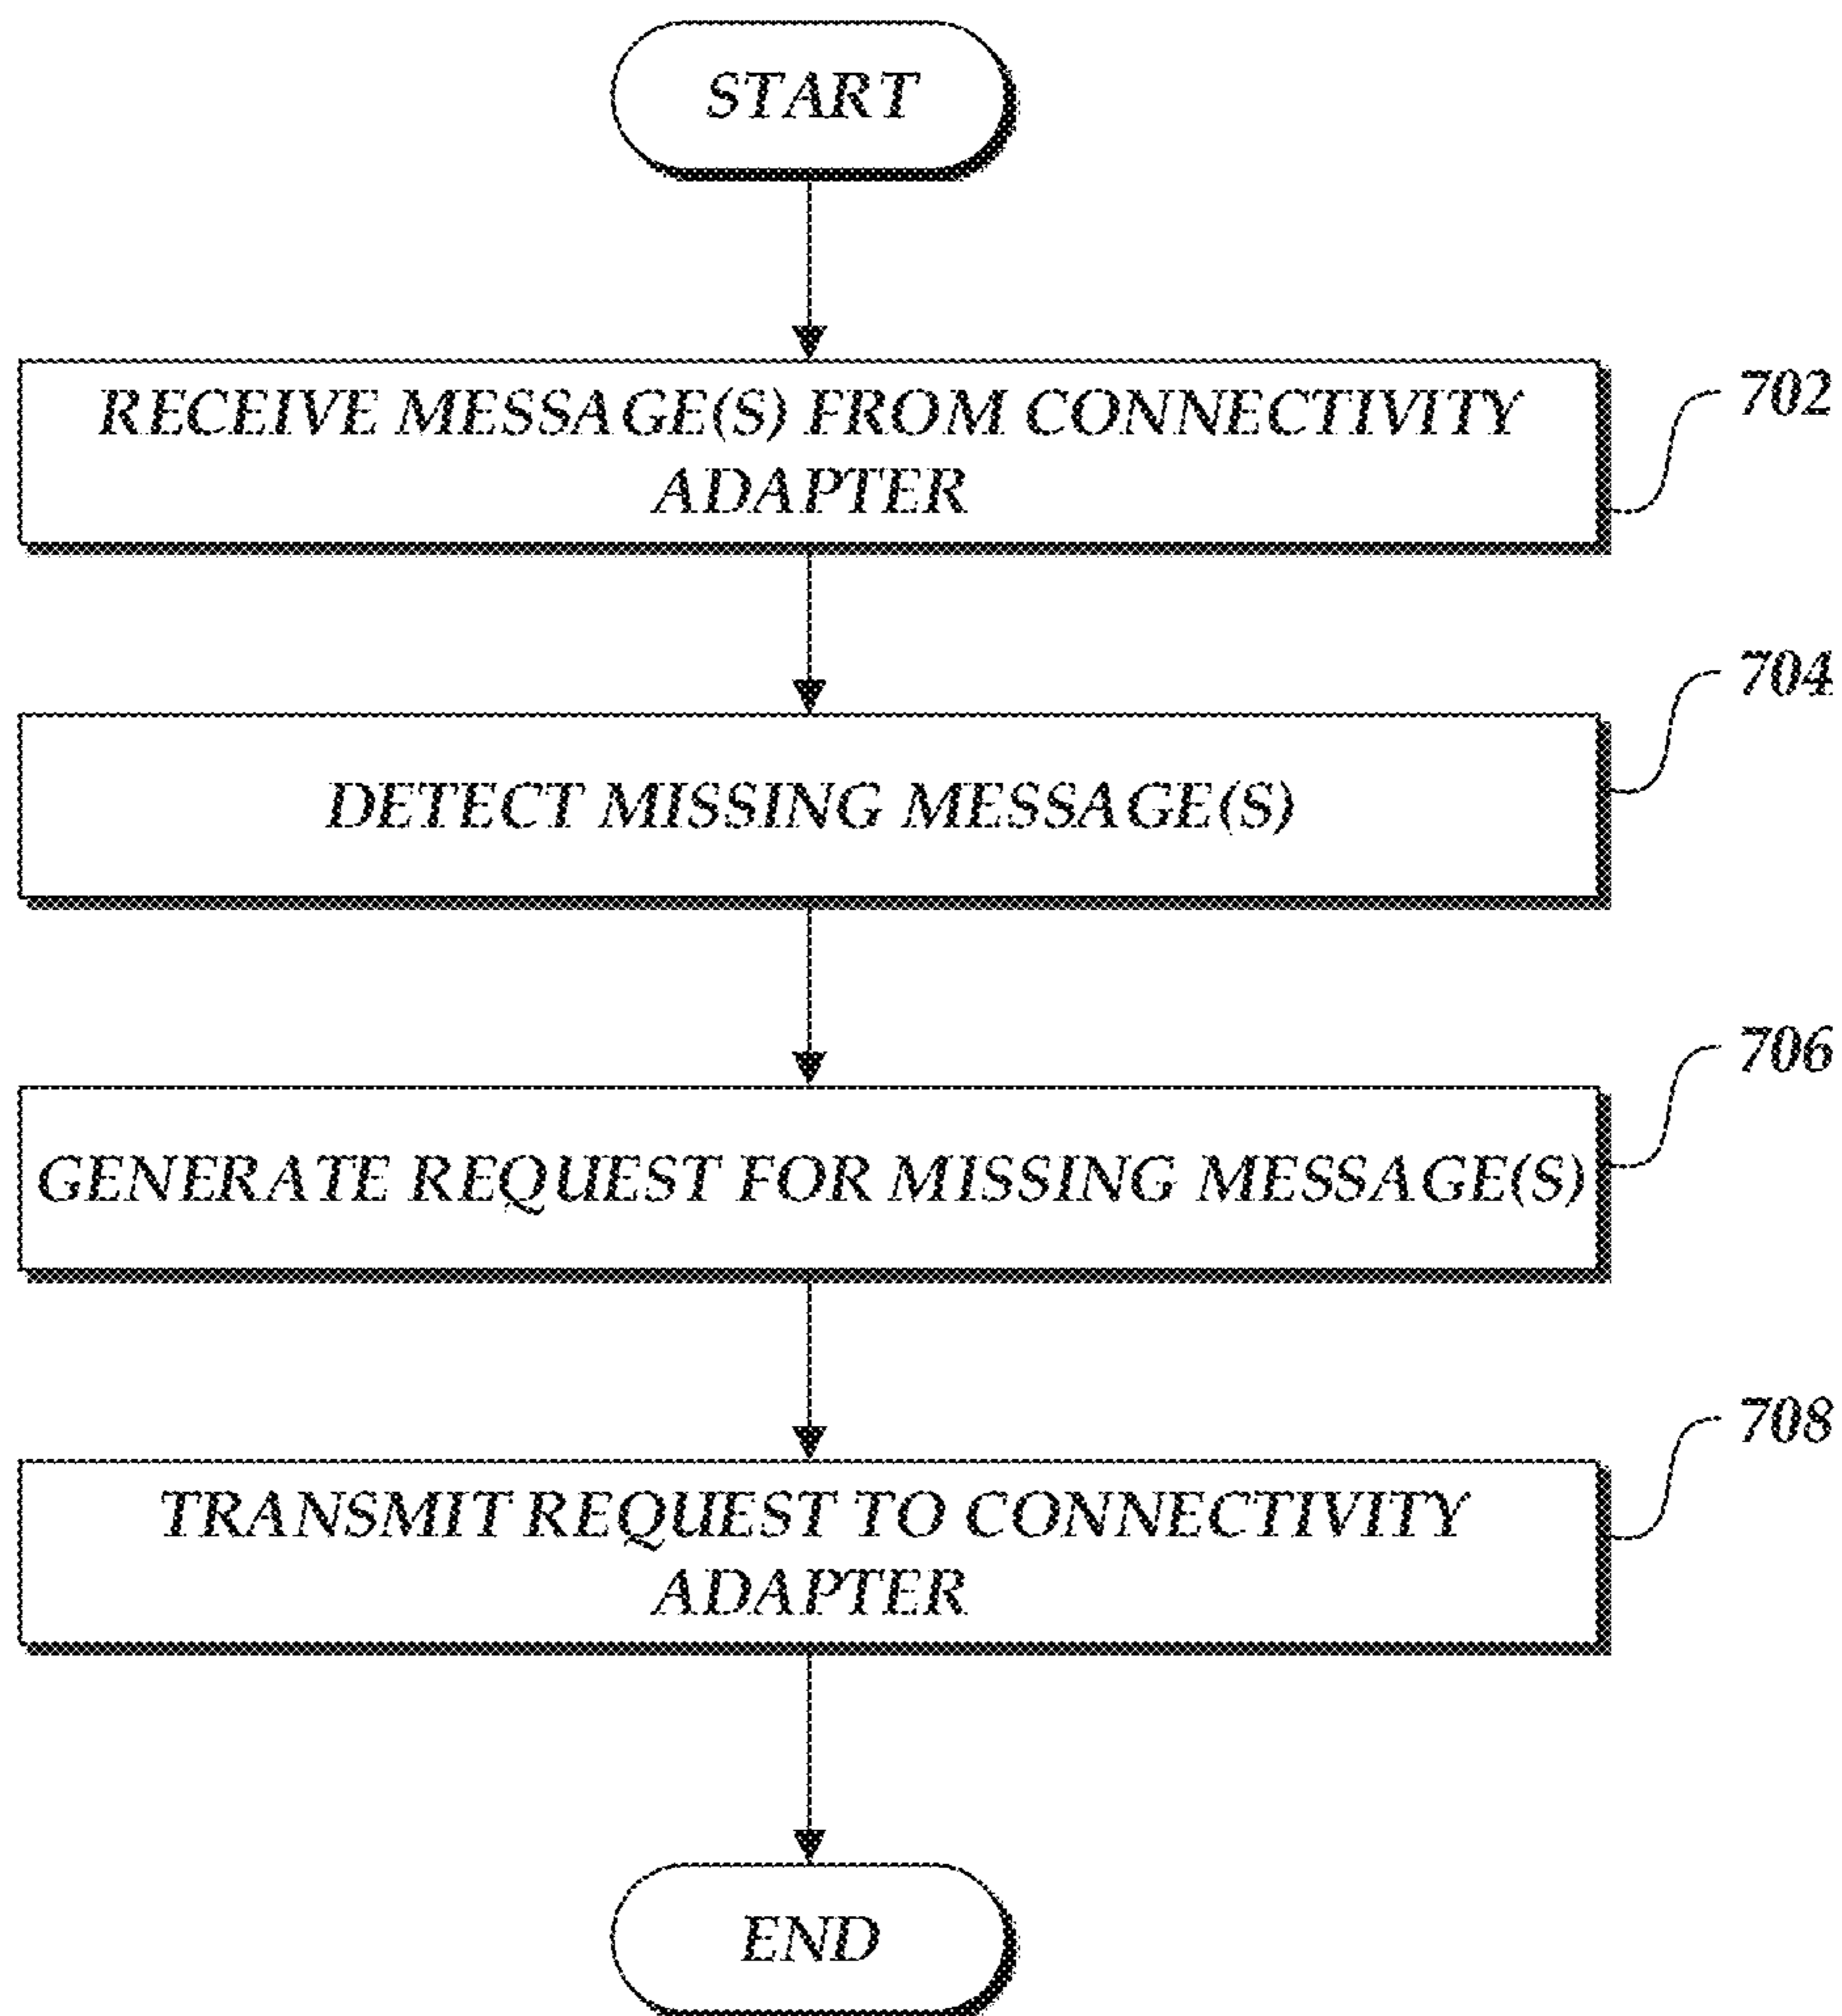 START
RECEIVE MESSAGE(S) FROM CONNECTIVITY
ADAPTER
702
DETECT MISSING MESSAGE(S)
704
GENERATE REQUEST FOR MISSING MESSAGE(S)
706
TRANSMIT REQUEST TO CONNECTIVITY
ADAPTER
708
END